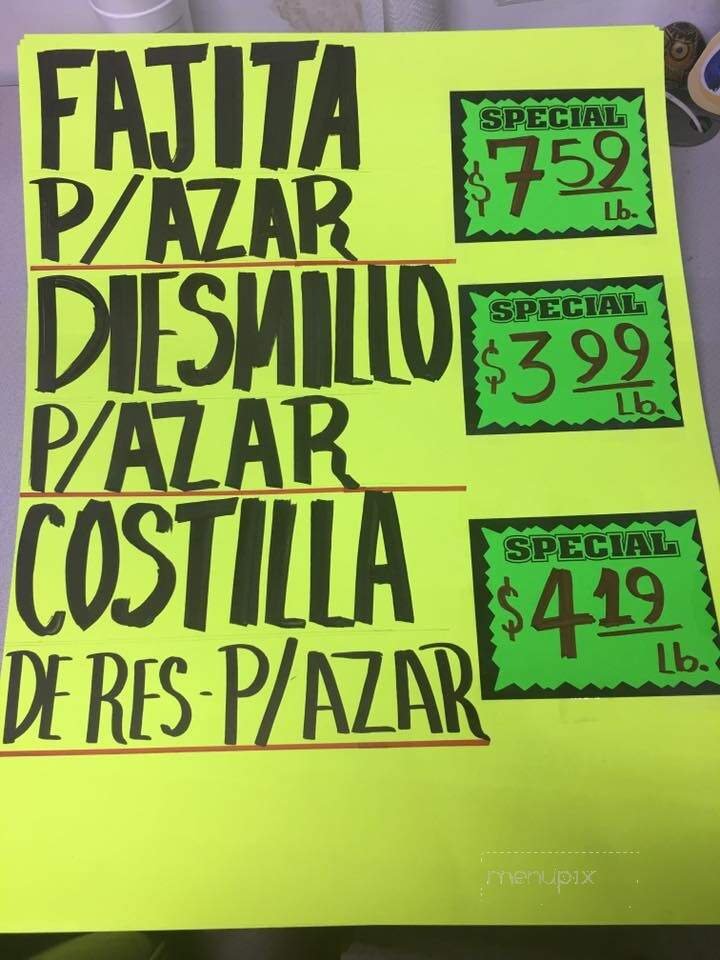 FAJITA
P/AZAR
SPECIAL
$7.59
Lb.
DIESMILLO
P/AZAR
SPECIAL
$3.99
Lb.
COSTILLA
DE RES-P/AZAR
SPECIAL
$4.19
Lb.
menupix